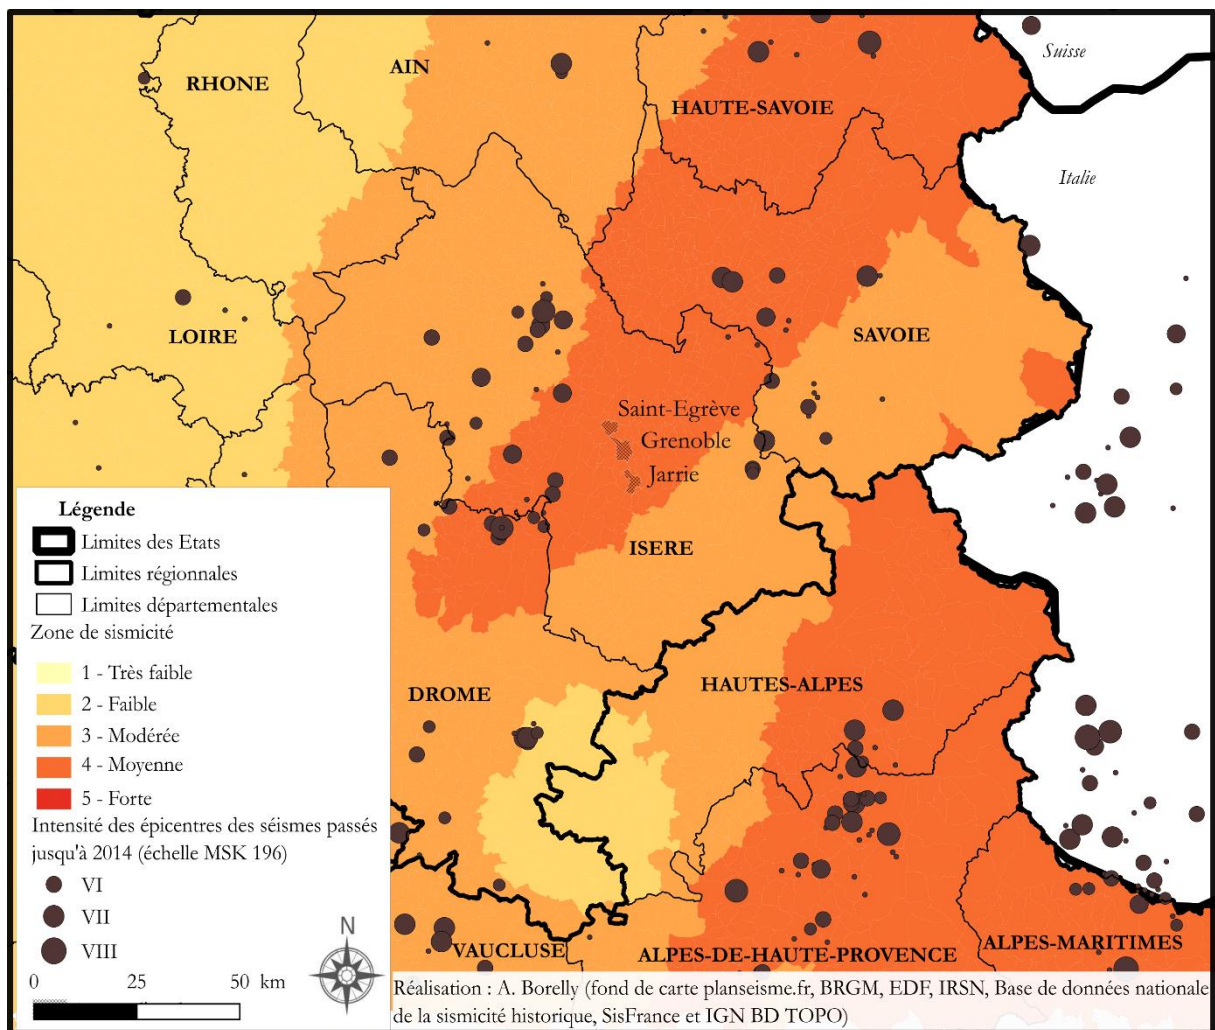 Suisse
AIN
RHONE
HAUTE-SAVOIE
Italie
LOIRE
SAVOIE
Saint-Egrève
Grenoble
Jarrie
ISERE
Légende
Limites des Etats
Limites régionnales
Limites départementales
Zone de sismicité
1 - Très faible
2 - Faible
3 - Modérée
4 - Moyenne
5 - Forte
Intensité des épicentres des séismes passés
jusqu'à 2014 (échelle MSK 196)
VI
VII
VIII
N
0 25 50 km
DROME
HAUTES-ALPES
VAUCLUSE
ALPES-DE-HAUTE-PROVENCE
ALPES-MARITIMES
Réalisation : A. Borelly (fond de carte planseisme.fr, BRGM, EDF, IRSN, Base de données nationale
de la sismicité historique, SisFrance et IGN BD TOPO)